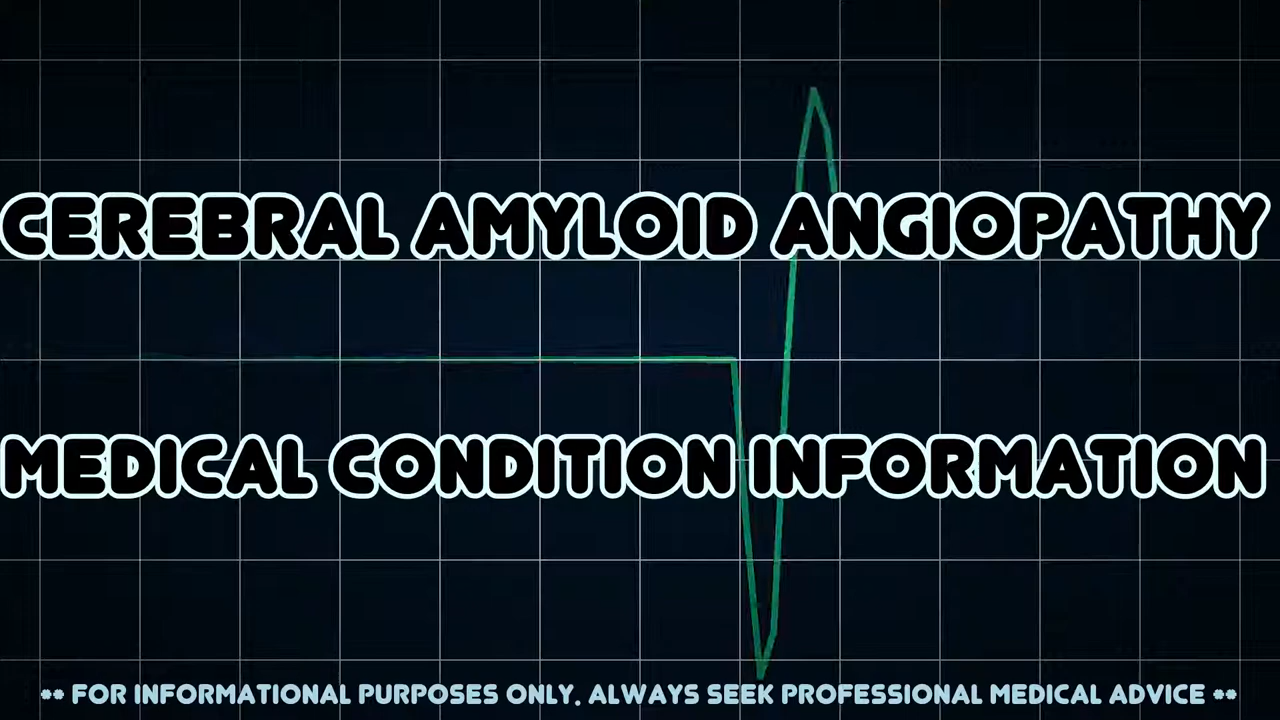 CEREBRAL AMYLOID ANGIOPATHY
MEDICAL CONDITION INFORMATION
** FOR INFORMATIONAL PURPOSES ONLY. ALWAYS SEEK PROFESSIONAL MEDICAL ADVICE **